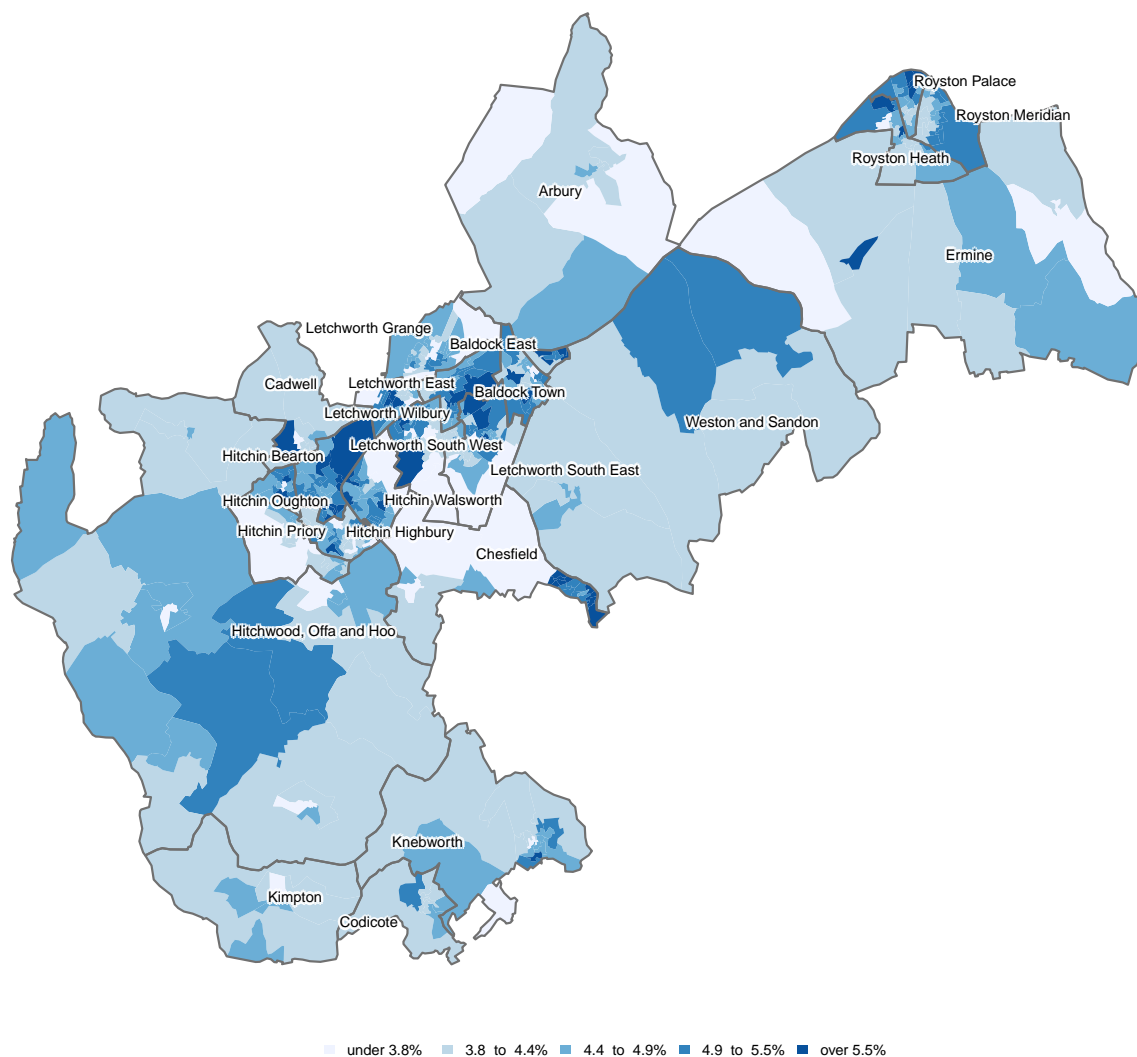 Royston Palace
Royston Meridian
Royston Heath
Arbury
Ermine
Letchworth Grange
Baldock East
Cadwell
Letchworth East
Baldock Town
Letchworth Wilbury
Weston and Sandon
Letchworth South West
Hitchin Bearton
Letchworth South East
Hitchin Oughton
Hitchin Walsworth
Hitchin Priory
Hitchin Highbury
Chesfield
Hitchwood, Offa and Hoo
Knebworth
Kimpton
Codicote
under 3.8% 3.8 to 4.4% 4.4 to 4.9% 4.9 to 5.5% over 5.5%